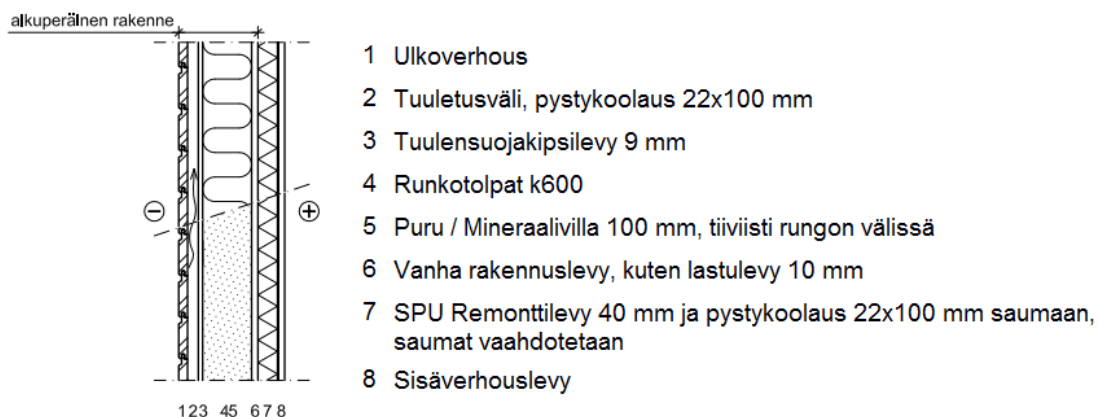 alkuperäinen rakenne
1 Ulkoverhous
2 Tuuletusväli, pystykoolaus 22x100 mm
3 Tuulensuojakipsilevy 9 mm
4 Runkotolpat k600
5 Puru / Mineraalivilla 100 mm, tiiviisti rungon välissä
6 Vanha rakennuslevy, kuten lastulevy 10 mm
7 SPU Remonttilevy 40 mm ja pystykoolaus 22x100 mm saumaan,
saumat vaahdotetaan
8 Sisäverhouslevy
− +
123 45 678